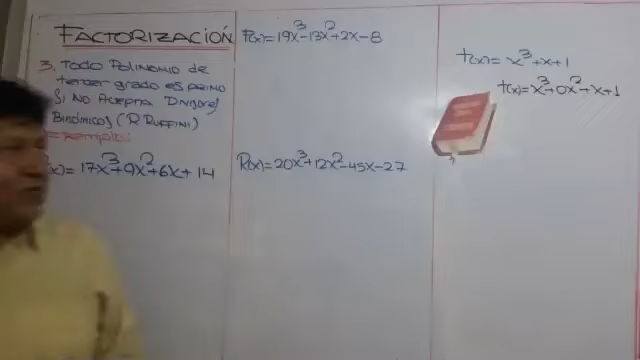 FACTORIZACIÓN
3. TODO POLINOMIO DE
tercer grado es PRIMO
Si NO Acepta Divisores
Binómicos (R RUFFINI)
(x)= 17x³+9x²+6x+14
P(x)=19x³-13x²+2x-8
R(x)=20x³+12x²-45x-27
t(x)= x³+x+1
t(x)=x³+0x²+x+1